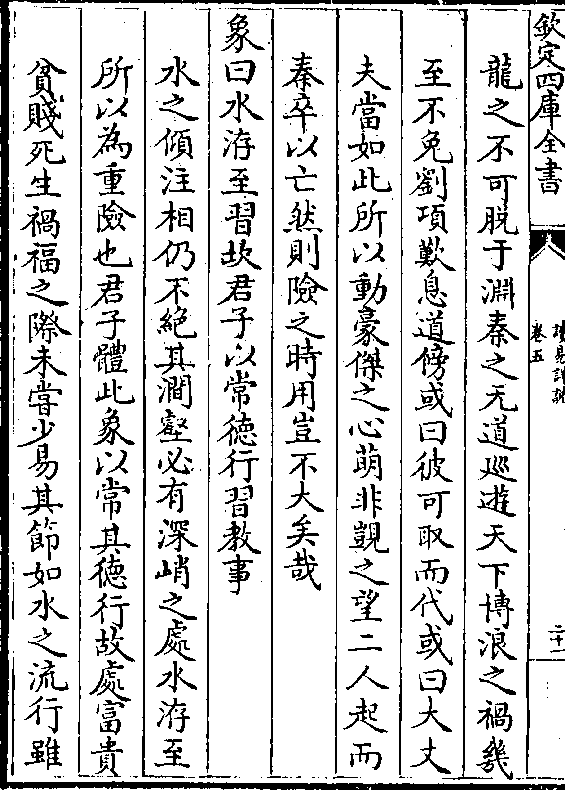 欽定四庫全書
讀易詳說
卷五
二十一
龍之不可脫于淵秦之无道廵遊天下博浪之禍幾
至不免劉項歎息道傍或曰彼可取而代或曰大丈
夫當如此所以動豪傑之心萌非覬之望二人起而
秦卒以亡然則險之時用豈不大矣哉
象曰水洊至習坎君子以常徳行習教事
水之傾注相仍不絶其澗壑必有深峭之處水洊至
所以為重險也君子體此象以常其徳行故處富貴
貧賤死生禍福之際未嘗少易其節如水之流行雖